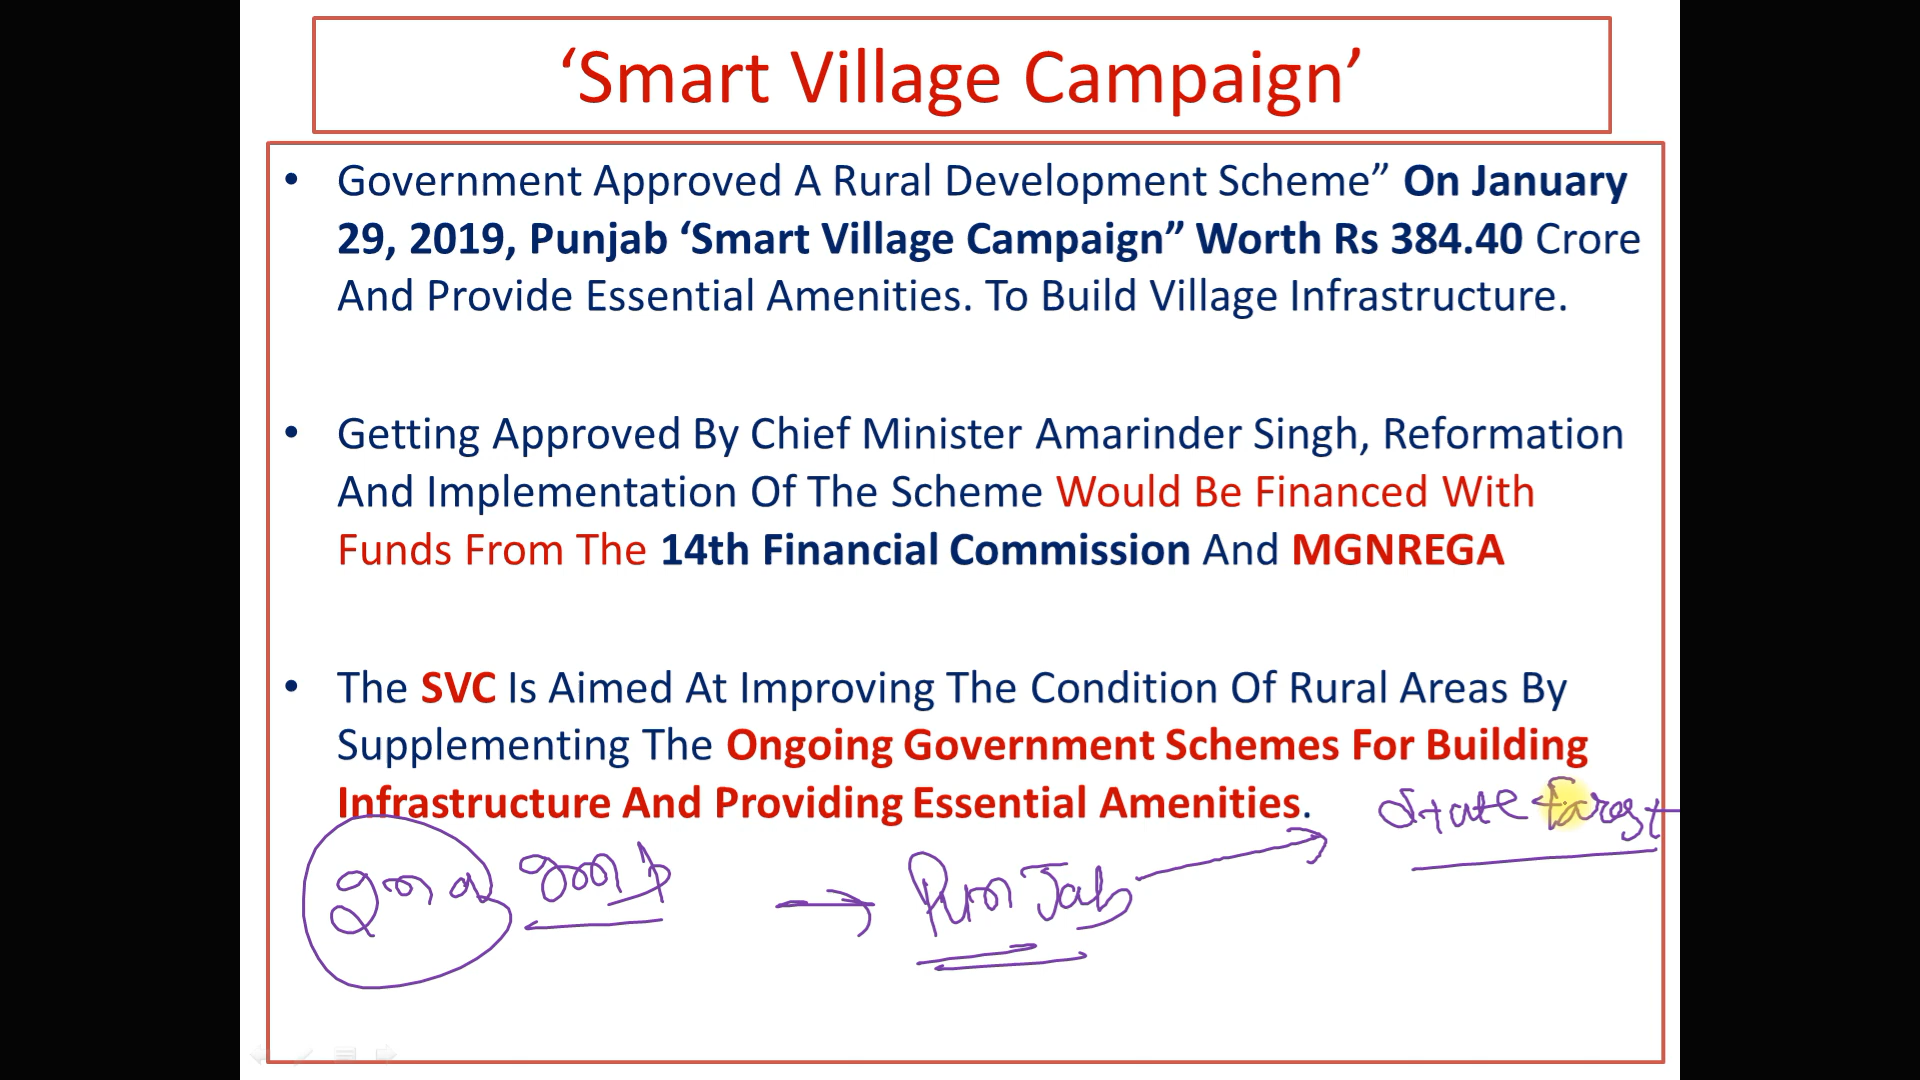 ‘Smart Village Campaign’
• Government Approved A Rural Development Scheme” On January
29, 2019, Punjab ‘Smart Village Campaign” Worth Rs 384.40 Crore
And Provide Essential Amenities. To Build Village Infrastructure.
• Getting Approved By Chief Minister Amarinder Singh, Reformation
And Implementation Of The Scheme Would Be Financed With
Funds From The 14th Financial Commission And MGNREGA
• The SVC Is Aimed At Improving The Condition Of Rural Areas By
Supplementing The Ongoing Government Schemes For Building
Infrastructure And Providing Essential Amenities.
State
PunJab